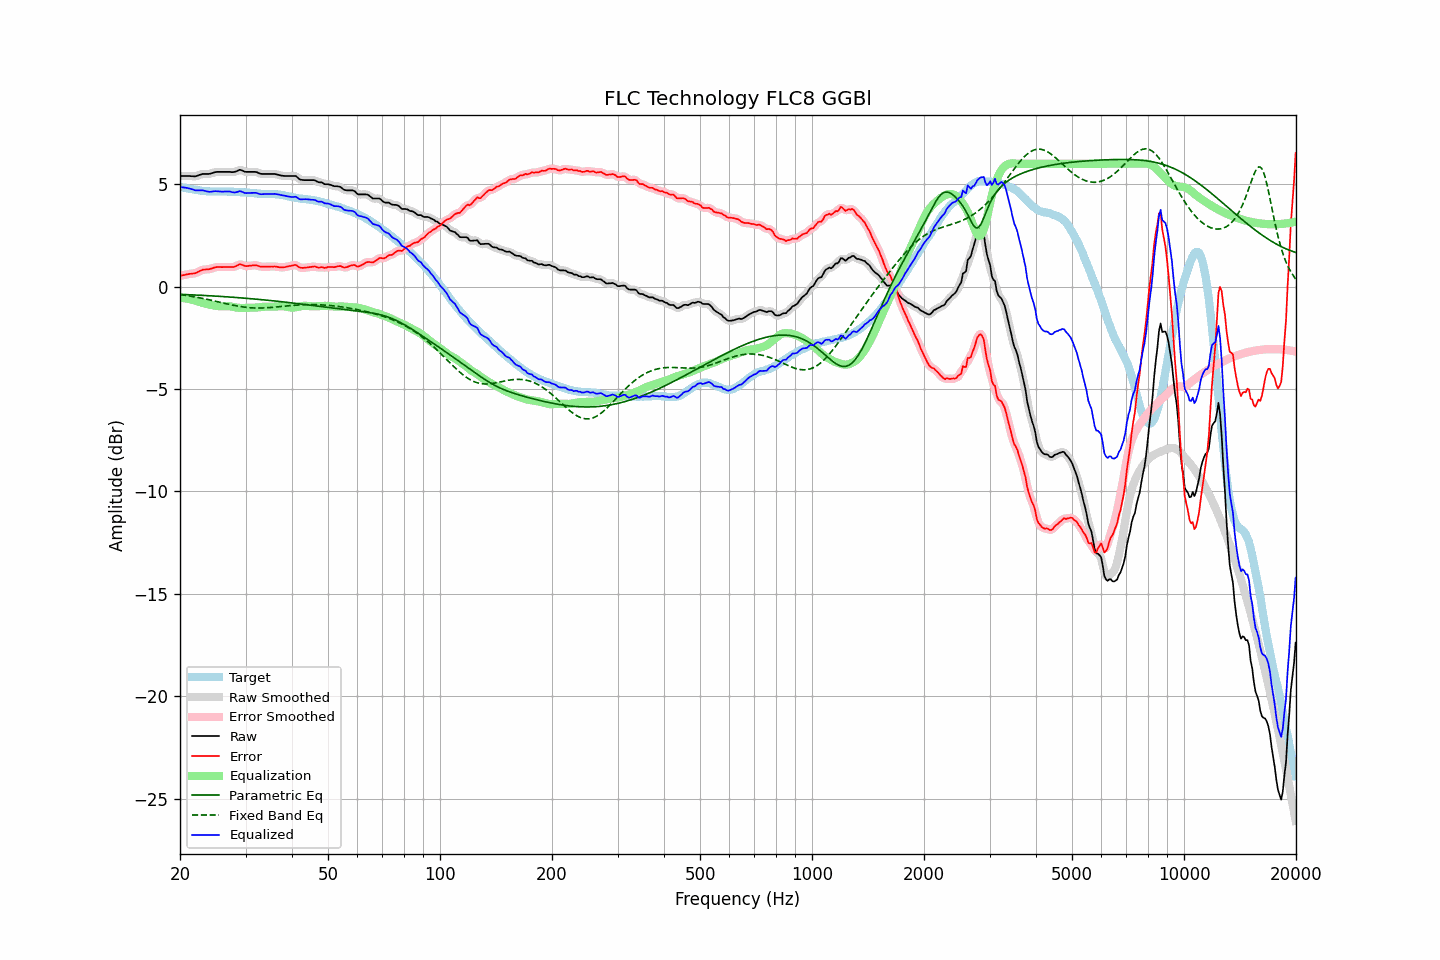 FLC Technology FLC8 GGBl
Amplitude (dBr)
5
0
−5
−10
−15
−20
−25
Target
Raw Smoothed
Error Smoothed
Raw
Error
Equalization
Parametric Eq
Fixed Band Eq
Equalized
20 50 100 200 500 1000 2000 5000 10000 20000
Frequency (Hz)